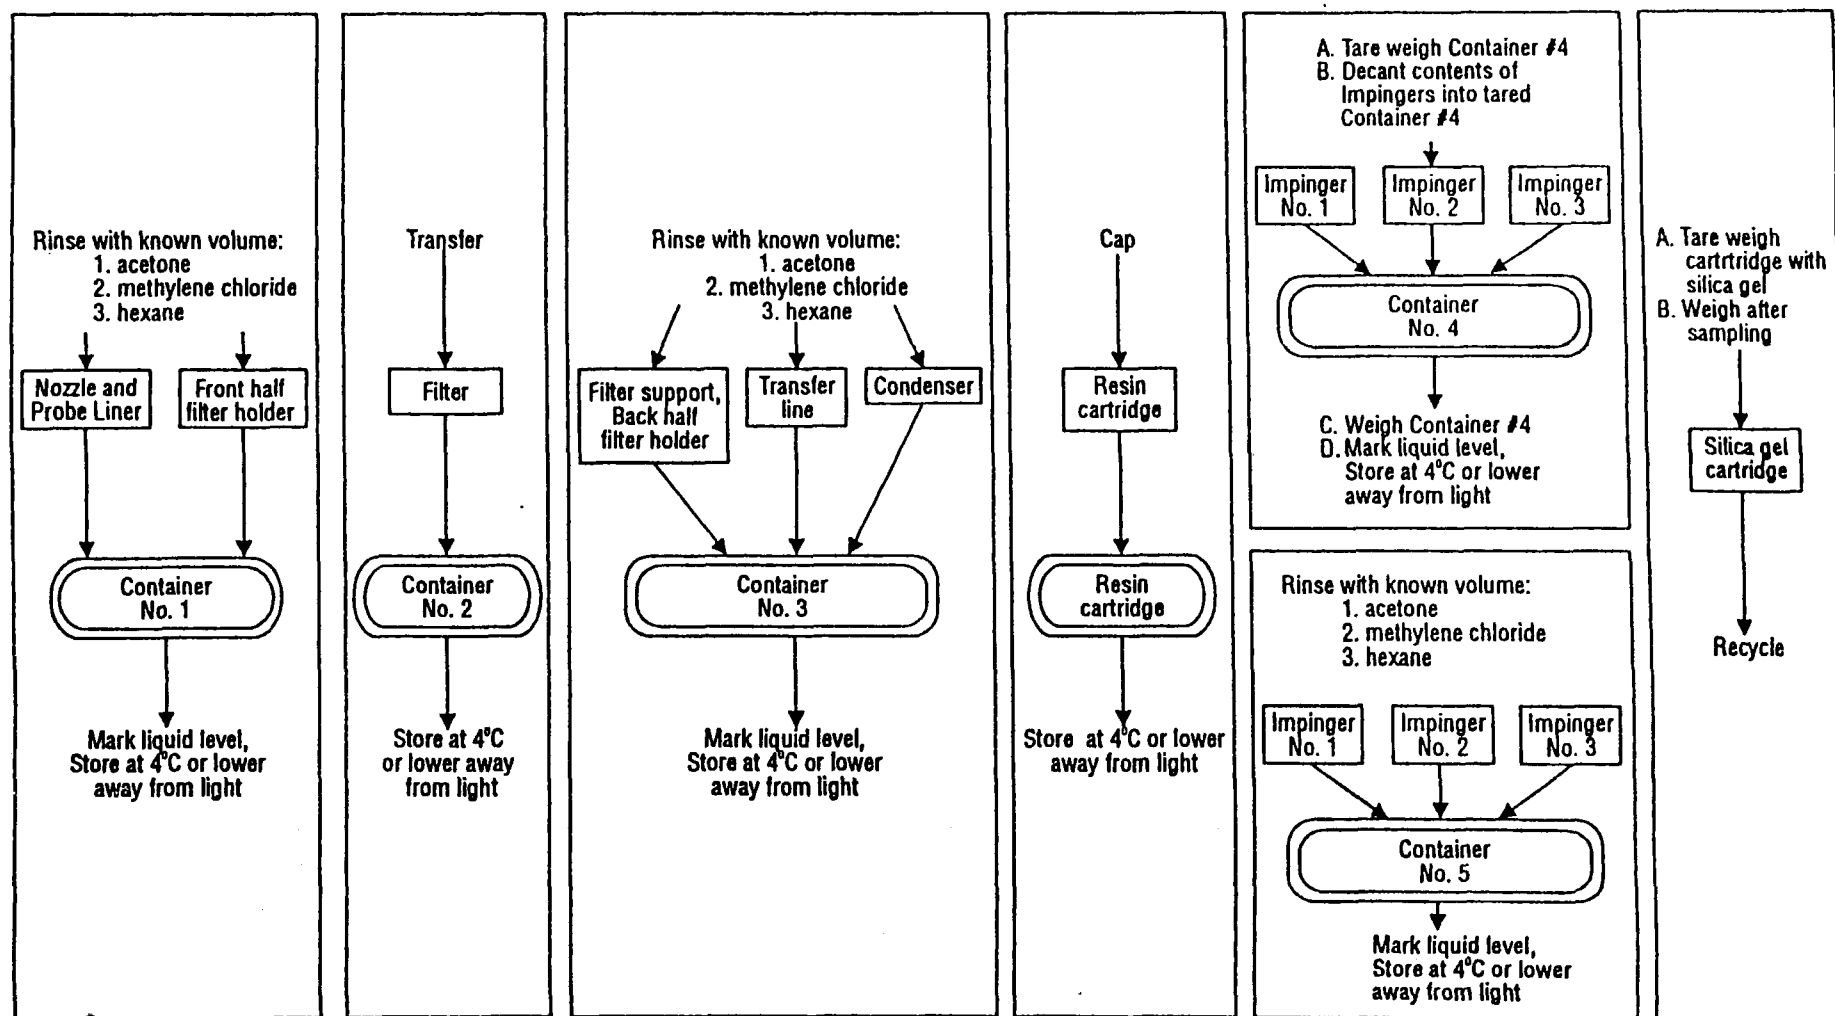 Rinse with known volume:
1. acetone
2. methylene chloride
3. hexane
Nozzle and
Probe Liner
Front half
filter holder
Container
No. 1
Mark liquid level,
Store at 4°C or lower
away from light
Transfer
Filter
Container
No. 2
Store at 4°C
or lower away
from light
Rinse with known volume:
1. acetone
2. methylene chloride
3. hexane
Filter support,
Back half
filter holder
Transfer
line
Condenser
Container
No. 3
Mark liquid level,
Store at 4°C or lower
away from light
Cap
Resin
cartridge
Resin
cartridge
Store at 4°C or lower
away from light
A. Tare weigh Container #4
B. Decant contents of
Impingers into tared
Container #4
Impinger
No. 1
Impinger
No. 2
Impinger
No. 3
Container
No. 4
C. Weigh Container #4
D. Mark liquid level,
Store at 4°C or lower
away from light
Rinse with known volume:
1. acetone
2. methylene chloride
3. hexane
Impinger
No. 1
Impinger
No. 2
Impinger
No. 3
Container
No. 5
Mark liquid level,
Store at 4°C or lower
away from light
A. Tare weigh
cartrtridge with
silica gel
B. Weigh after
sampling
Silica gel
cartridge
Recycle